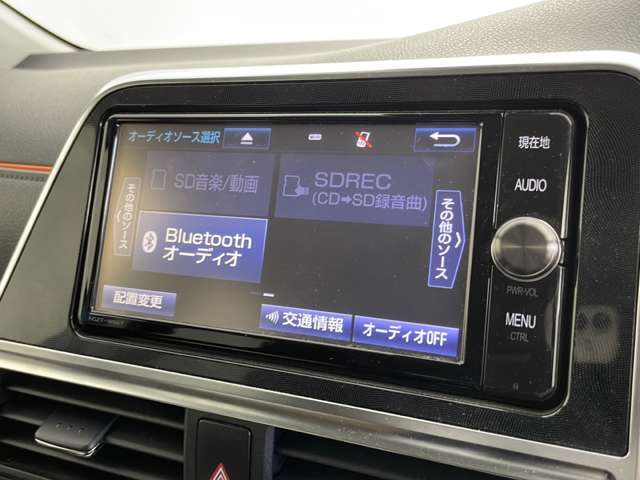 オーディオソース選択
現在地
SD音楽/動画
SDREC
(CD➡SD録音曲)
AUDIO
その他のソース
その他のソース
Bluetooth
オーディオ
PWR·VOL
配置変更
交通情報
オーディオOFF
MENU
CTRL